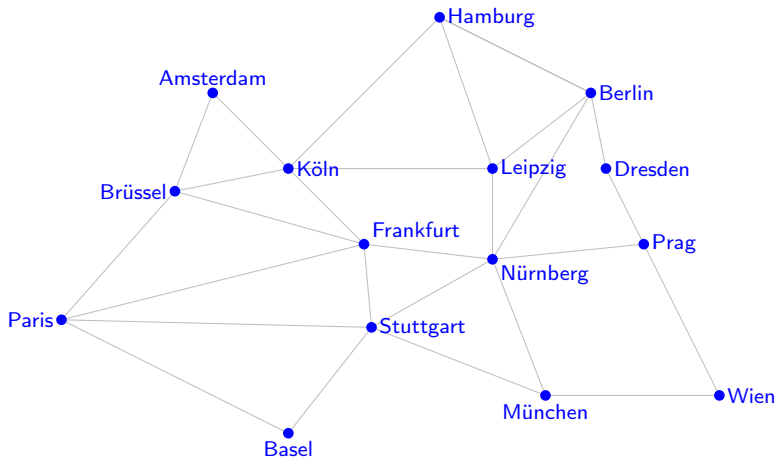 Hamburg
Amsterdam
Berlin
Köln
Leipzig
Dresden
Brüssel
Frankfurt
Prag
Nürnberg
Paris
Stuttgart
Wien
München
Basel